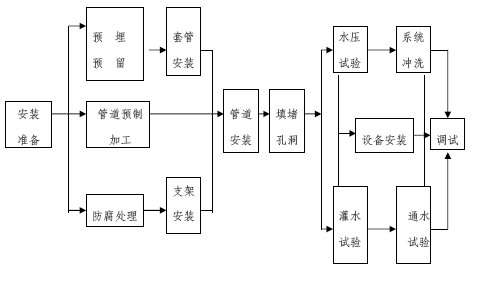 安装
准备
预 埋
预 留
套管
安装
管道预制
加工
防腐处理
支架
安装
管道
安装
填堵
孔洞
水压
试验
系统
冲洗
设备安装
调试
灌水
试验
通水
试验